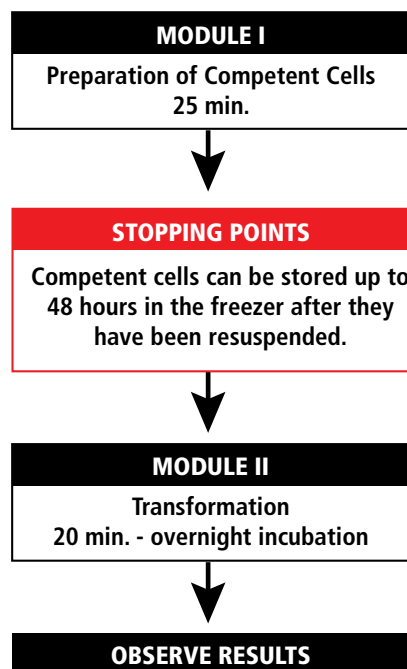 MODULE I
Preparation of Competent Cells
25 min.
STOPPING POINTS
Competent cells can be stored up to
48 hours in the freezer after they
have been resuspended.
MODULE II
Transformation
20 min. - overnight incubation
OBSERVE RESULTS